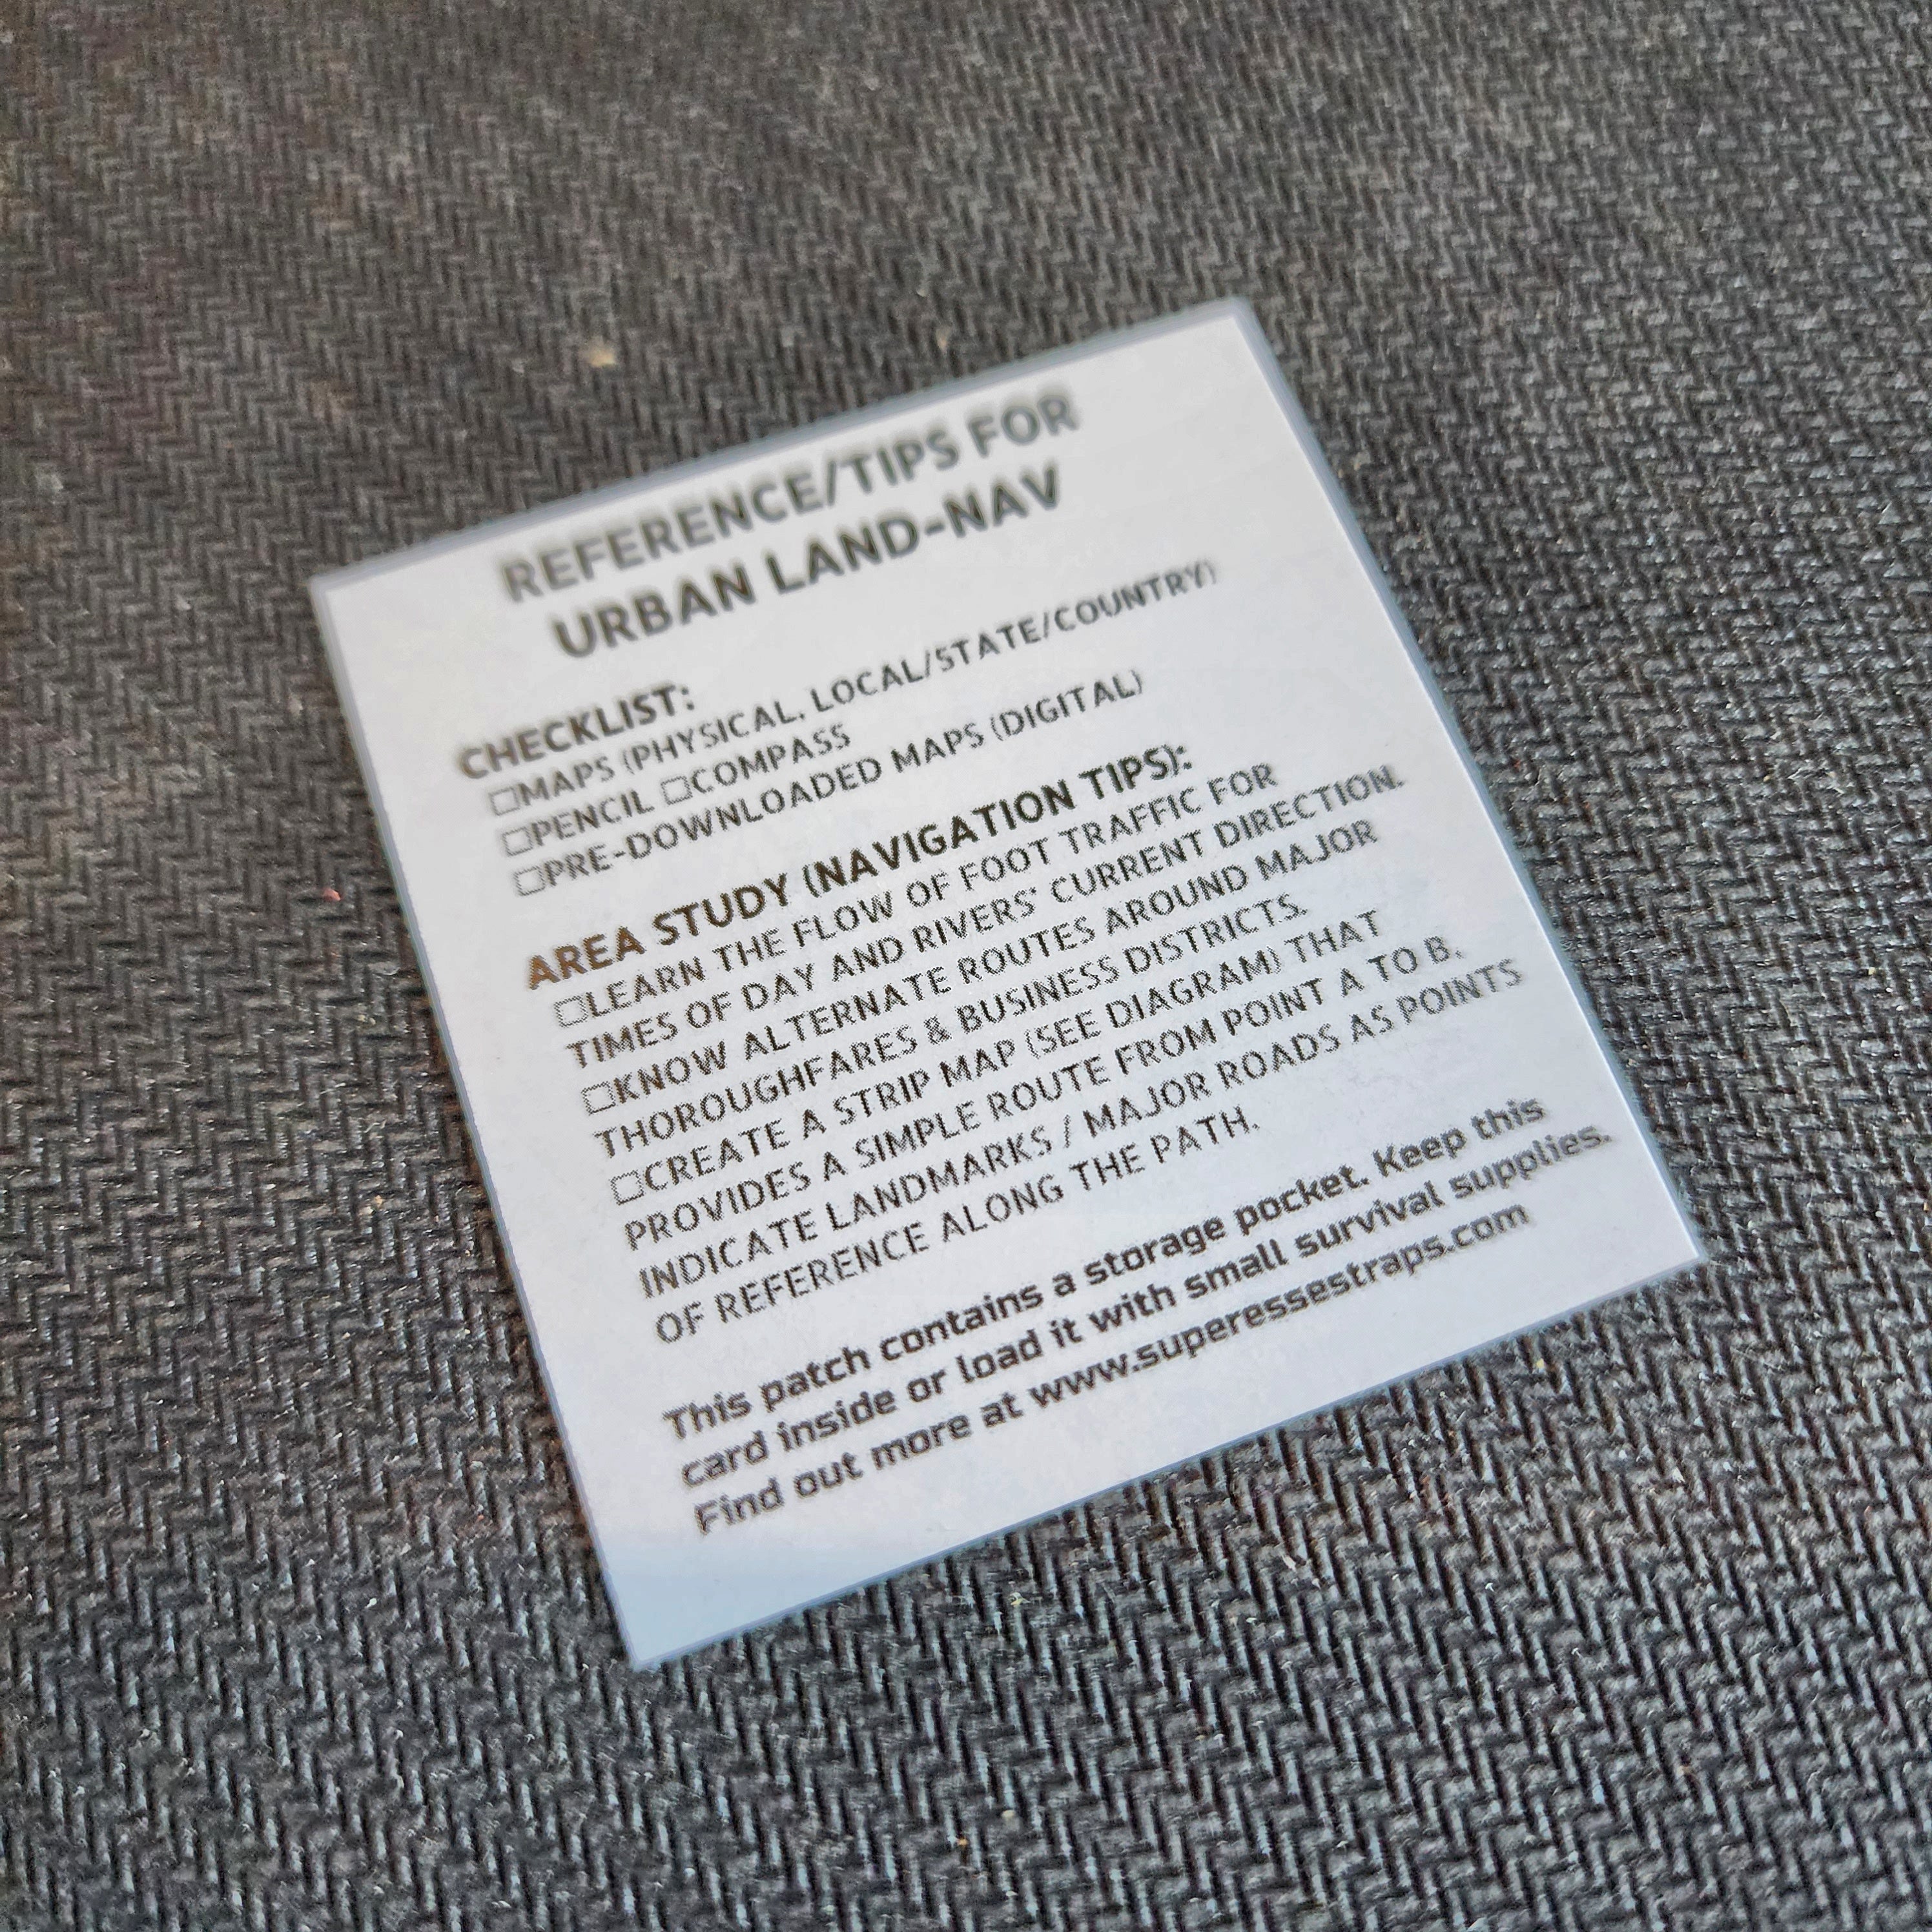 REFERENCE/TIPS FOR
URBAN LAND-NAV
CHECKLIST:
☐MAPS (PHYSICAL, LOCAL/STATE/COUNTRY)
☐PENCIL ☐COMPASS
☐PRE-DOWNLOADED MAPS (DIGITAL)
AREA STUDY (NAVIGATION TIPS):
☐LEARN THE FLOW OF FOOT TRAFFIC FOR
TIMES OF DAY AND RIVERS' CURRENT DIRECTION.
☐KNOW ALTERNATE ROUTES AROUND MAJOR
THOROUGHFARES & BUSINESS DISTRICTS.
☐CREATE A STRIP MAP (SEE DIAGRAM) THAT
PROVIDES A SIMPLE ROUTE FROM POINT A TO B.
INDICATE LANDMARKS / MAJOR ROADS AS POINTS
OF REFERENCE ALONG THE PATH.
This patch contains a storage pocket. Keep this
card inside or load it with small survival supplies.
Find out more at www.superessestraps.com